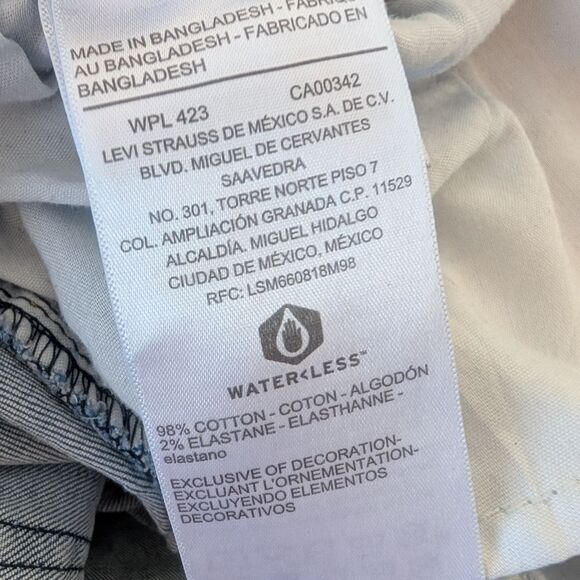 MADE IN BANGLADESH - FABRIQUÉ
AU BANGLADESH - FABRICADO EN
BANGLADESH
WPL 423 CA00342
LEVI STRAUSS DE MÉXICO S.A. DE C.V.
BLVD. MIGUEL DE CERVANTES
SAAVEDRA
NO. 301, TORRE NORTE PISO 7
COL. AMPLIACIÓN GRANADA C.P. 11529
ALCALDÍA. MIGUEL HIDALGO
CIUDAD DE MÉXICO, MÉXICO
RFC: LSM660818M98
WATER<LESS™
98% COTTON - COTON - ALGODÓN
2% ELASTANE - ELASTHANNE -
elastano
EXCLUSIVE OF DECORATION-
EXCLUANT L'ORNEMENTATION-
EXCLUYENDO ELEMENTOS
DECORATIVOS